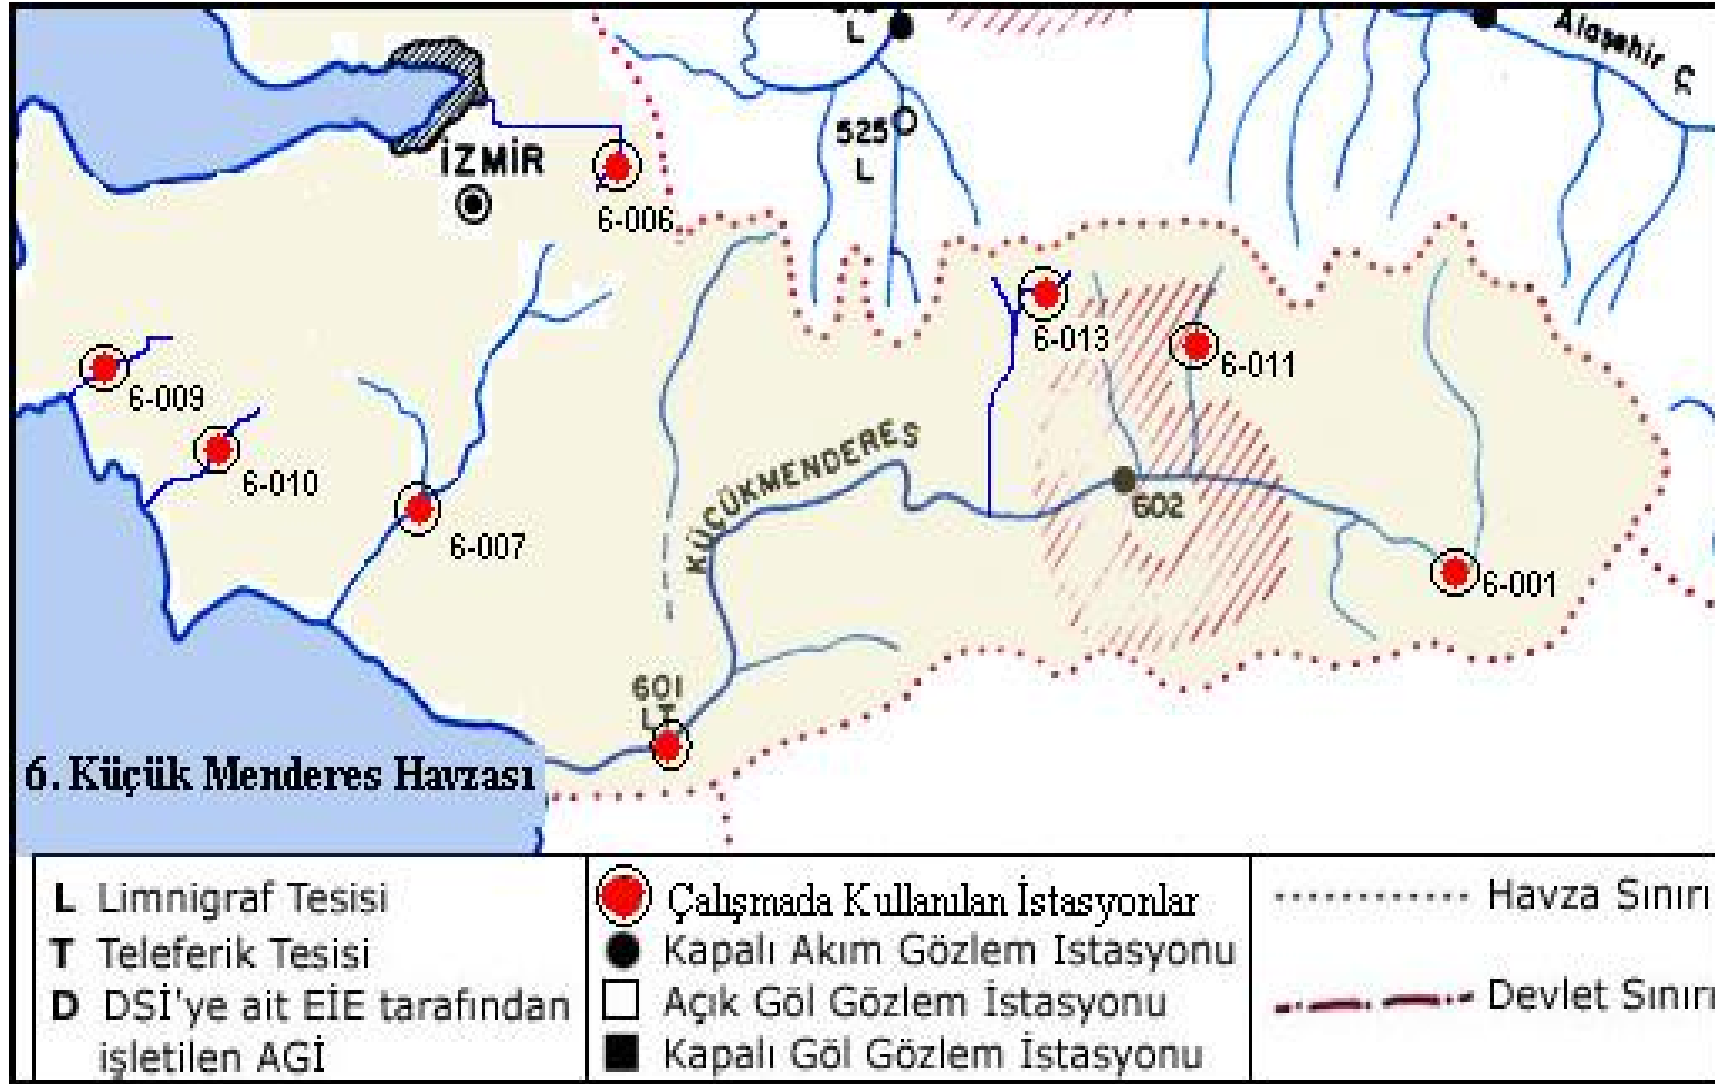 L
Alaşehir Ç
525
L
İZMİR
6-006
6-013
6-011
6-009
6-010
6-007
KÜÇÜKMENDERES
602
6-001
601
LT
6. Küçük Menderes Havzası
L Limnigraf Tesisi
T Teleferik Tesisi
D DSİ'ye ait EİE tarafından
işletilen AGİ
Çalışmada Kullanılan İstasyonlar
Kapalı Akım Gözlem İstasyonu
Açık Göl Gözlem İstasyonu
Kapalı Göl Gözlem İstasyonu
Havza Sınırı
Devlet Sınırı